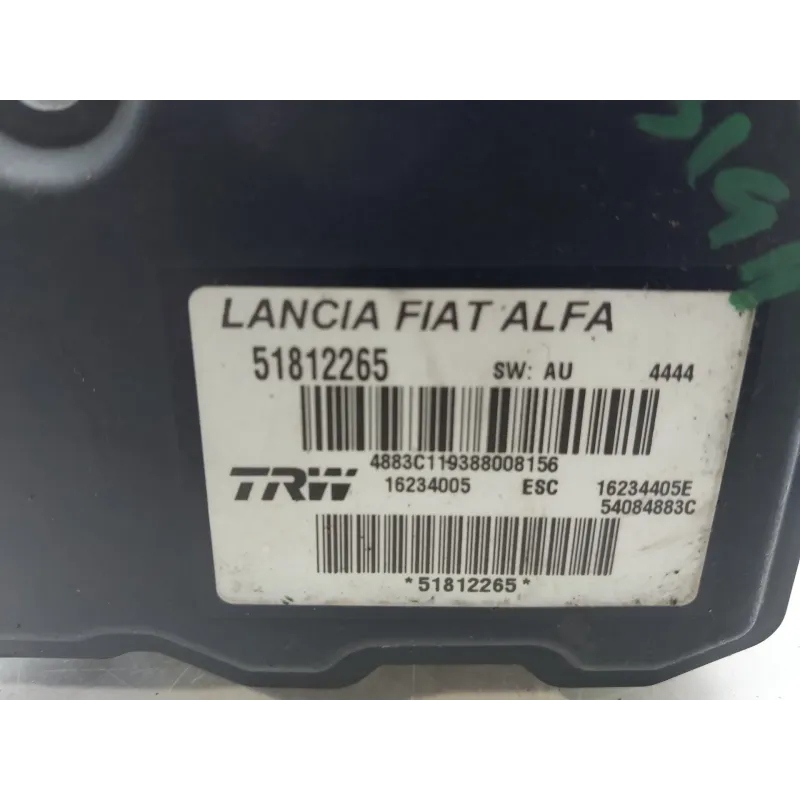 LANCIA FIAT ALFA
51812265 SW: AU 4444
4883C119388008156
TRW 16234005 ESC 16234405E
54084883C
*51812265*